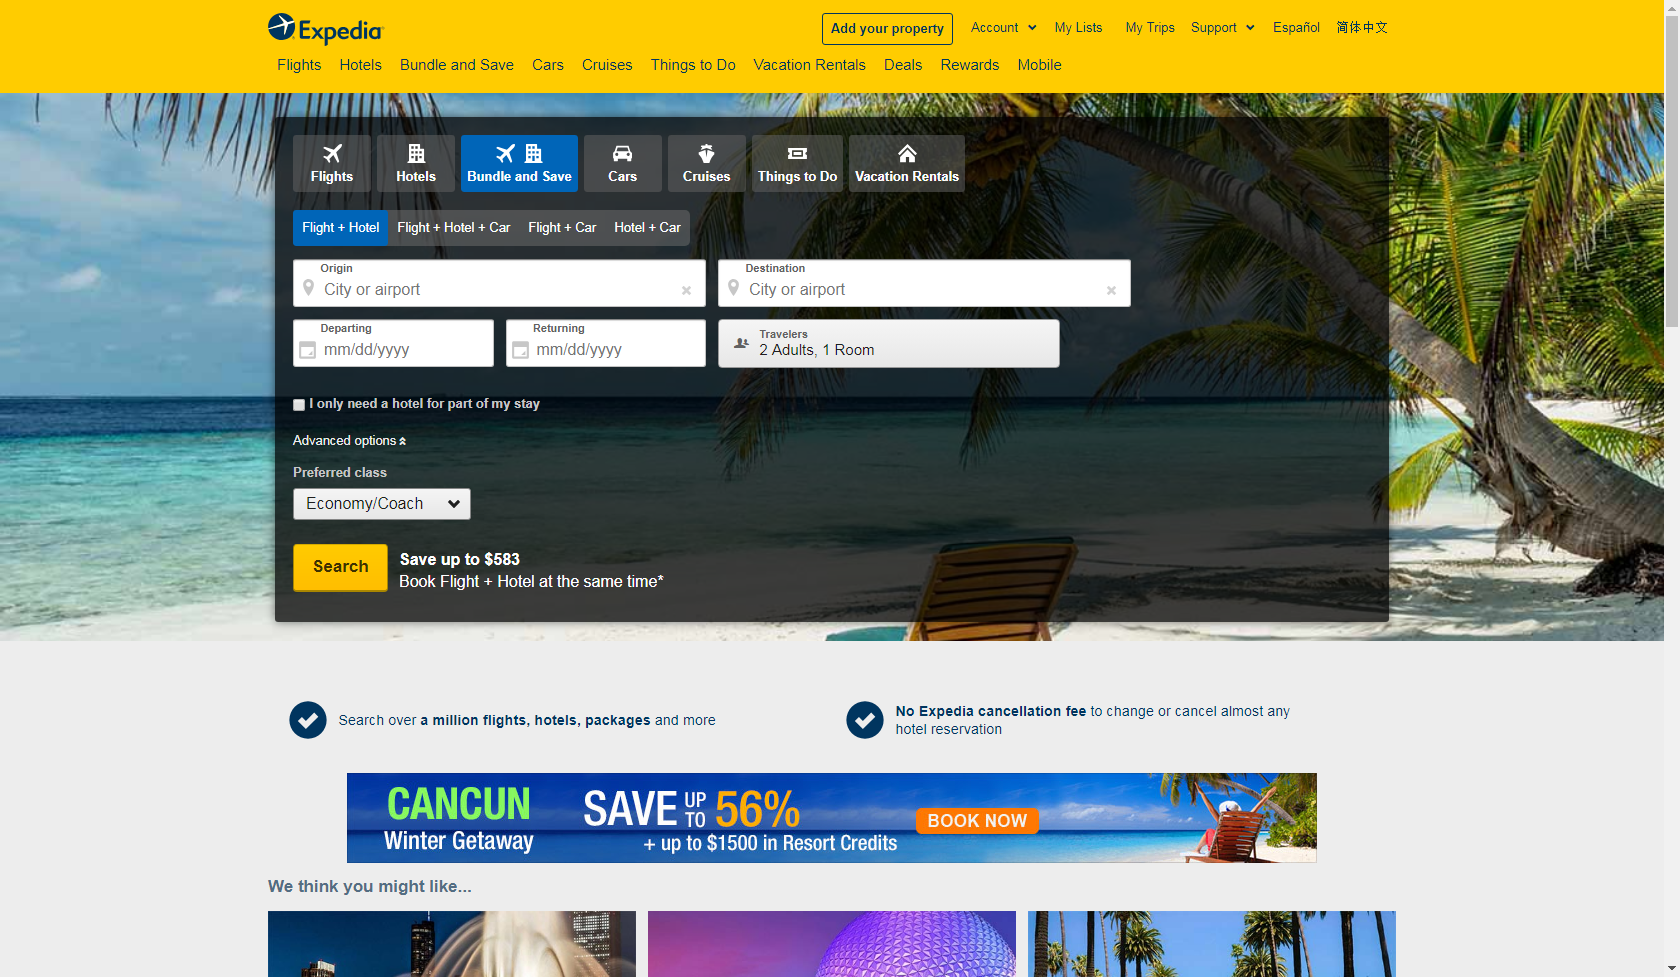 Expedia
Add your property
Account
My Lists
My Trips
Support
Español
简体中文
Flights
Hotels
Bundle and Save
Cars
Cruises
Things to Do
Vacation Rentals
Deals
Rewards
Mobile
Flights
Hotels
Bundle and Save
Cars
Cruises
Things to Do
Vacation Rentals
Flight + Hotel
Flight + Hotel + Car
Flight + Car
Hotel + Car
Origin
City or airport
Destination
City or airport
Departing
mm/dd/yyyy
Returning
mm/dd/yyyy
Travelers
2 Adults, 1 Room
I only need a hotel for part of my stay
Advanced options
Preferred class
Economy/Coach
Search
Save up to $583
Book Flight + Hotel at the same time*
Search over a million flights, hotels, packages and more
No Expedia cancellation fee to change or cancel almost any
hotel reservation
CANCUN
Winter Getaway
SAVE UP TO 56%
+ up to $1500 in Resort Credits
BOOK NOW
We think you might like...